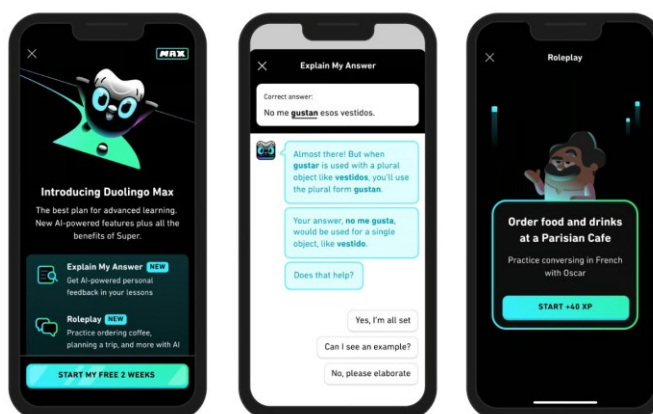 MAX
Introducing Duolingo Max
The best plan for advanced learning.
New AI-powered features plus all the
benefits of Super.
Explain My Answer NEW
Get AI-powered personal
feedback in your lessons
Roleplay NEW
Practice ordering coffee,
planning a trip, and more with AI
START MY FREE 2 WEEKS
Explain My Answer
Correct answer:
No me gustan esos vestidos.
Almost there! But when
gustar is used with a plural
object like vestidos, you'll use
the plural form gustan.
Your answer, no me gusta,
would be used for a single
object, like vestido.
Does that help?
Yes, I'm all set
Can I see an example?
No, please elaborate
Roleplay
Order food and drinks
at a Parisian Cafe
Practice conversing in French
with Oscar
START +40 XP